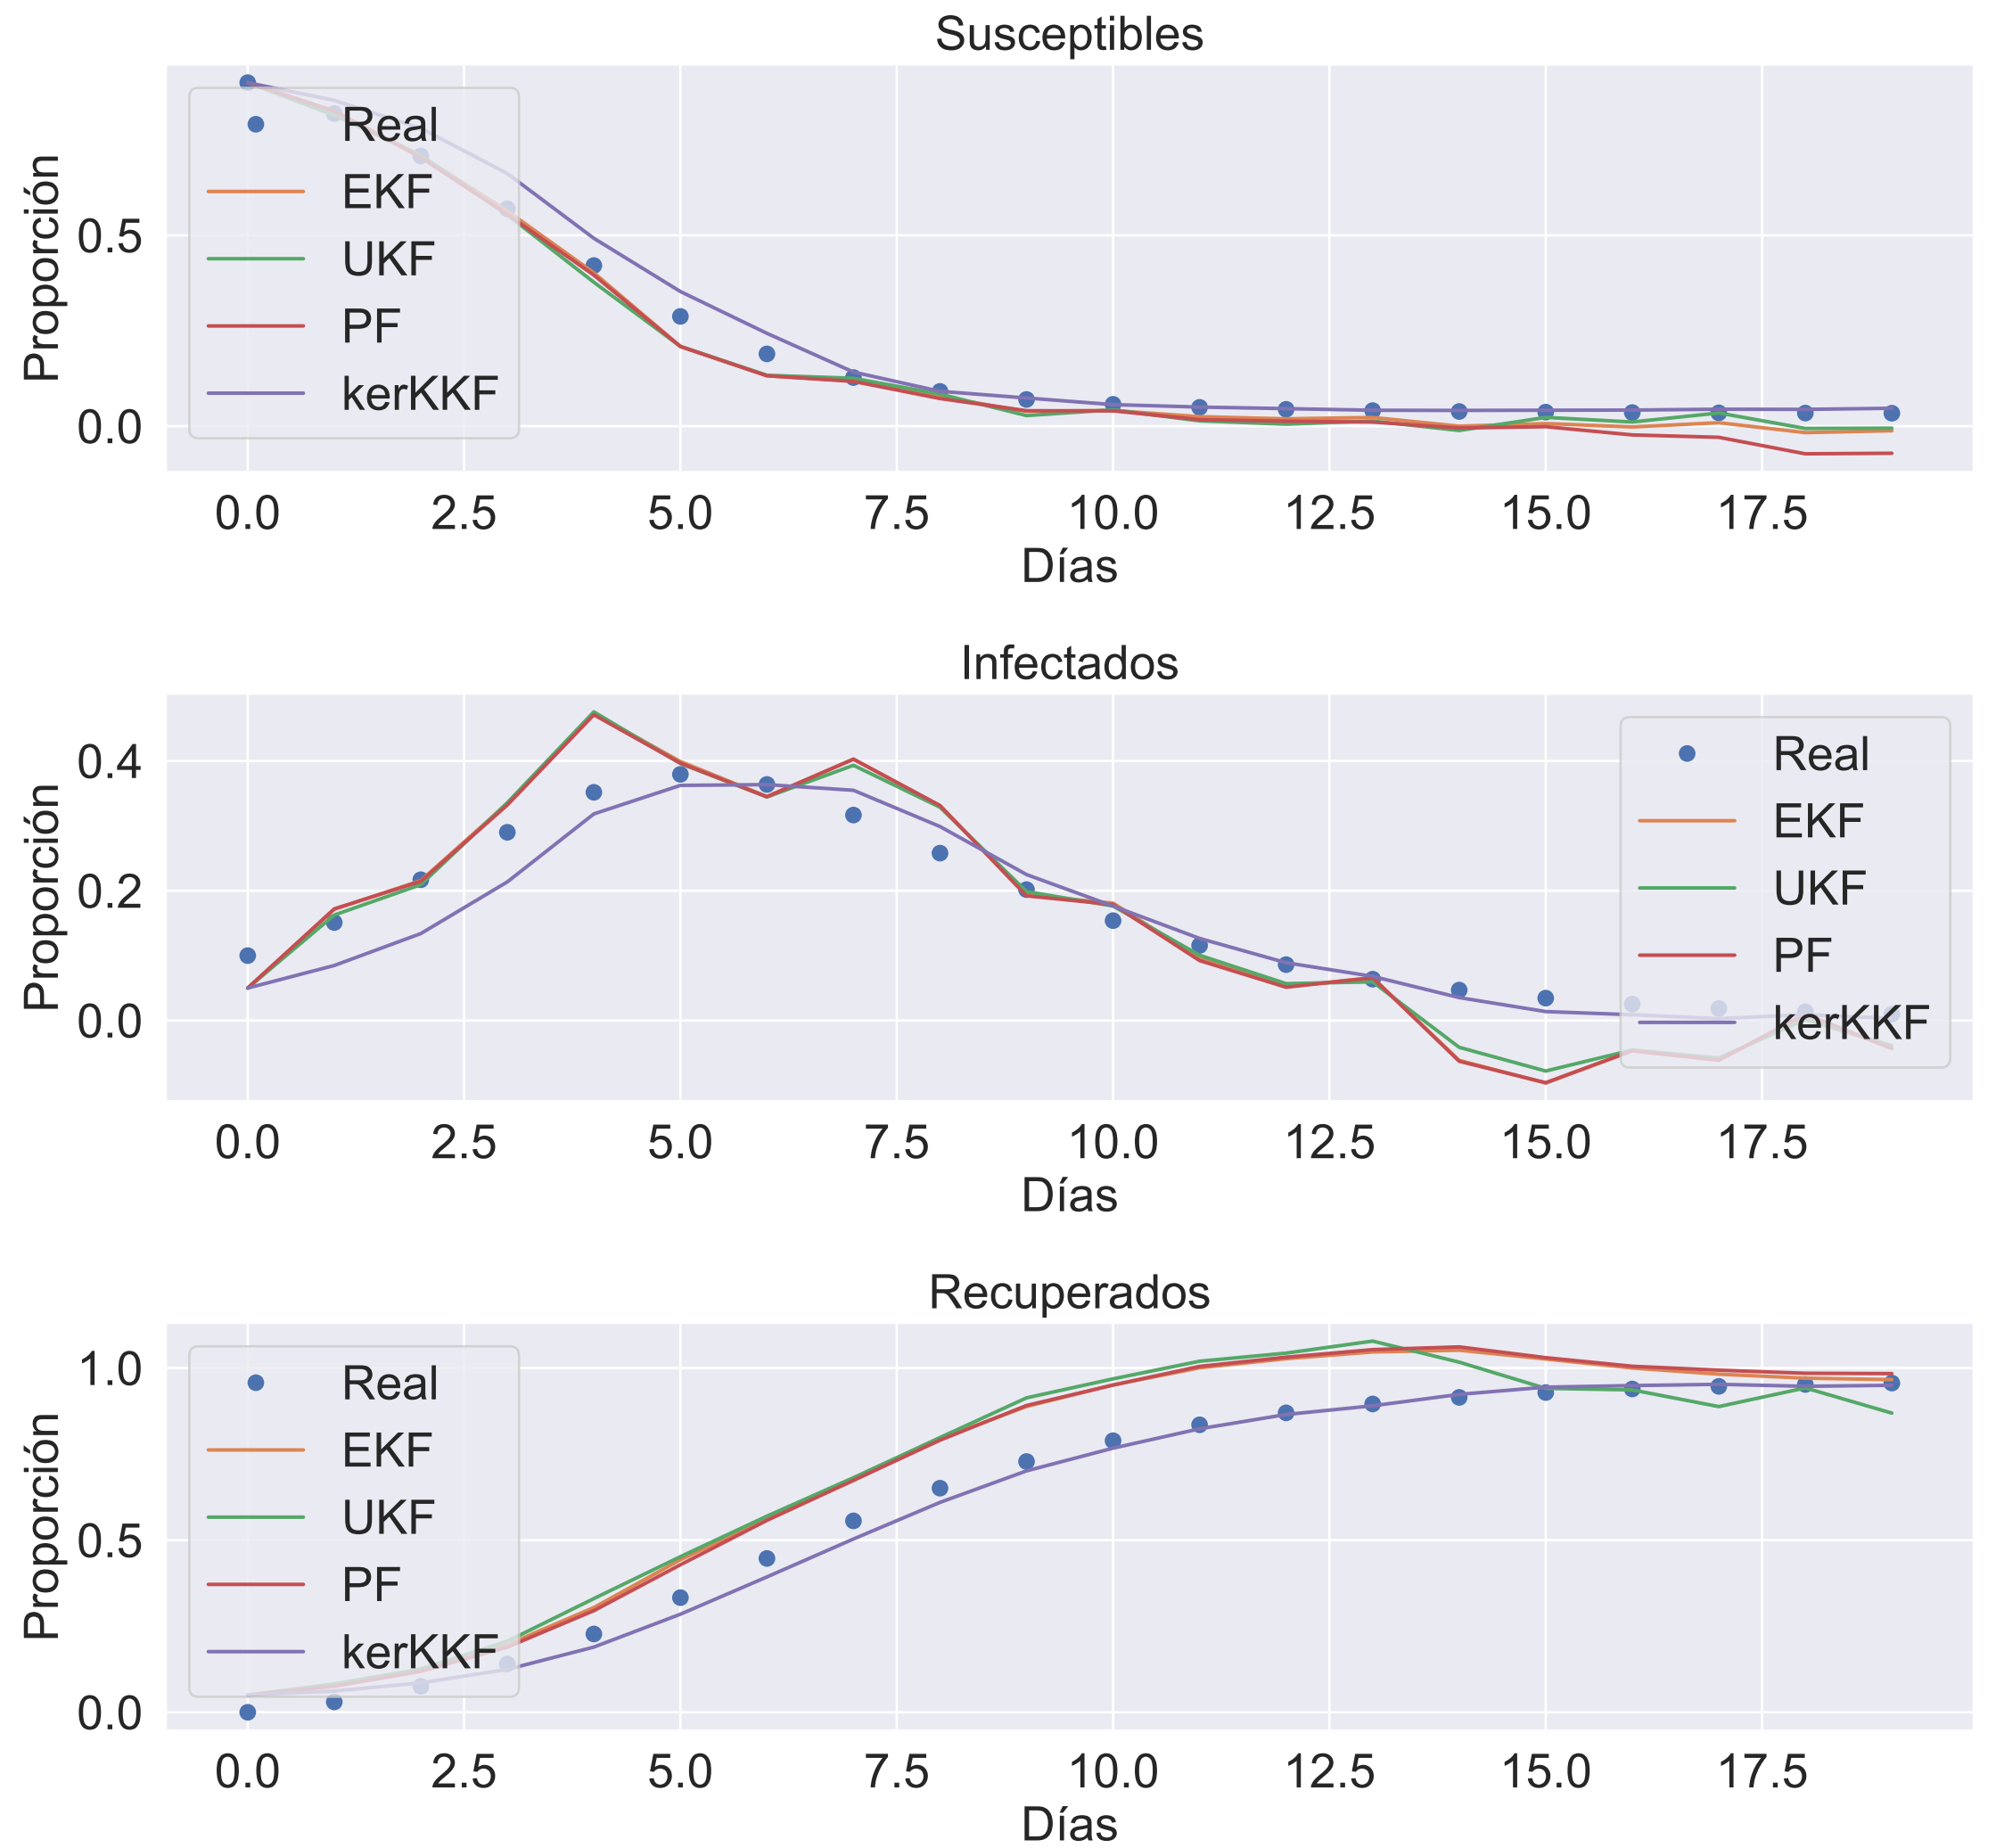 Susceptibles
Proporción
0.5
0.0
Real
EKF
UKF
PF
kerKKF
0.0 2.5 5.0 7.5 10.0 12.5 15.0 17.5
Días
Infectados
Proporción
0.4
0.2
0.0
Real
EKF
UKF
PF
kerKKF
0.0 2.5 5.0 7.5 10.0 12.5 15.0 17.5
Días
Recuperados
Proporción
1.0
0.5
0.0
Real
EKF
UKF
PF
kerKKF
0.0 2.5 5.0 7.5 10.0 12.5 15.0 17.5
Días